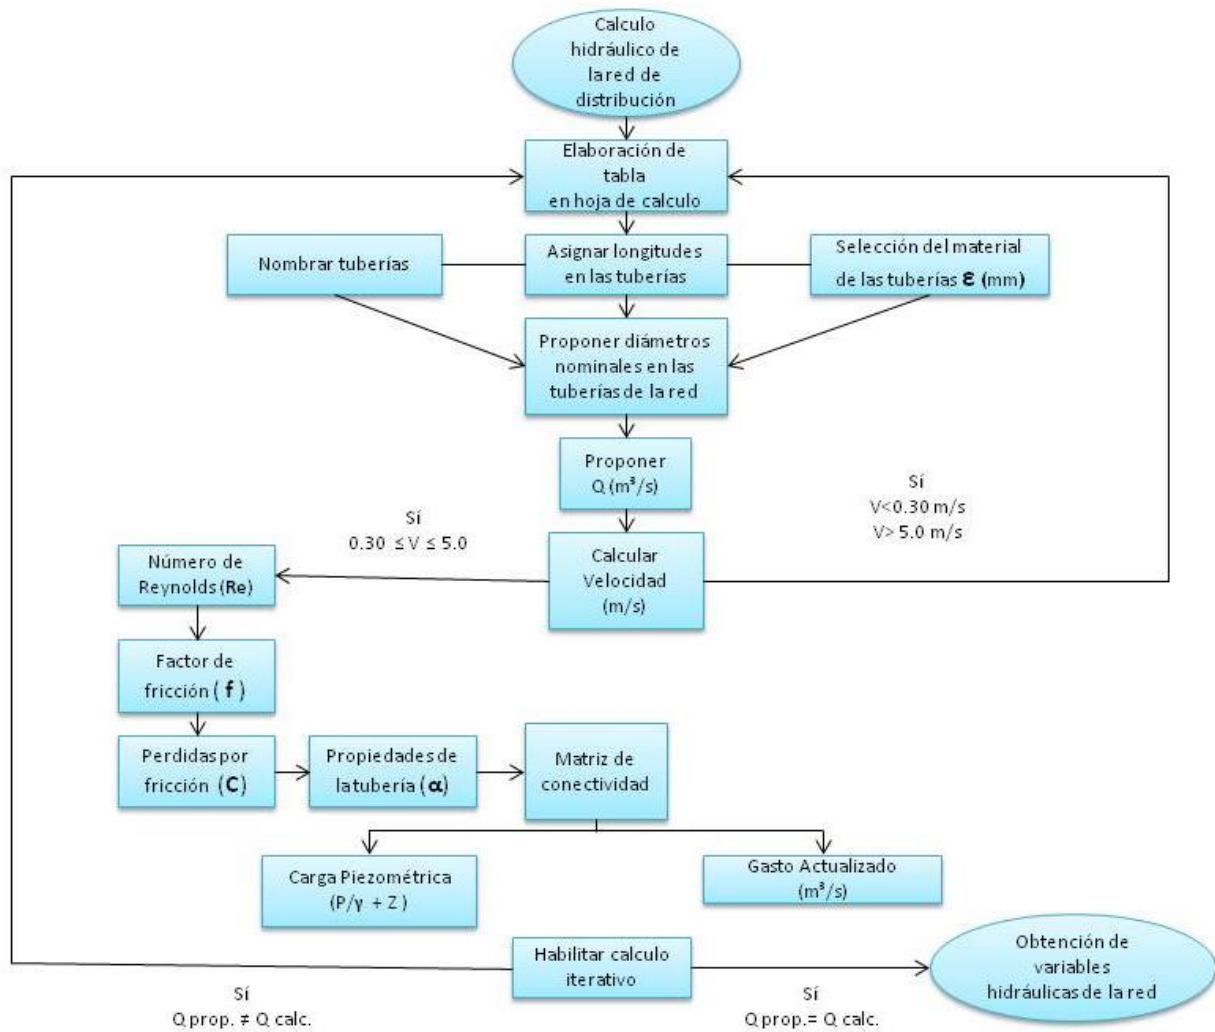 Calculo
hidráulico de
la red de
distribución
Elaboración de
tabla
en hoja de calculo
Nombrar tuberías
Asignar longitudes
en las tuberías
Selección del material
de las tuberías ε (mm)
Proponer diámetros
nominales en las
tuberías de la red
Proponer
Q (m³/s)
Sí
V<0.30 m/s
V> 5.0 m/s
Sí
0.30 ≤ V ≤ 5.0
Calcular
Velocidad
(m/s)
Número de
Reynolds (Re)
Factor de
fricción ( f )
Perdidas por
fricción (C)
Propiedades de
la tubería (α)
Matriz de
conectividad
Carga Piezométrica
(P/γ + Z )
Gasto Actualizado
(m³/s)
Habilitar calculo
iterativo
Obtención de
variables
hidráulicas de la red
Sí
Q prop. ≠ Q calc.
Sí
Q prop.= Q calc.